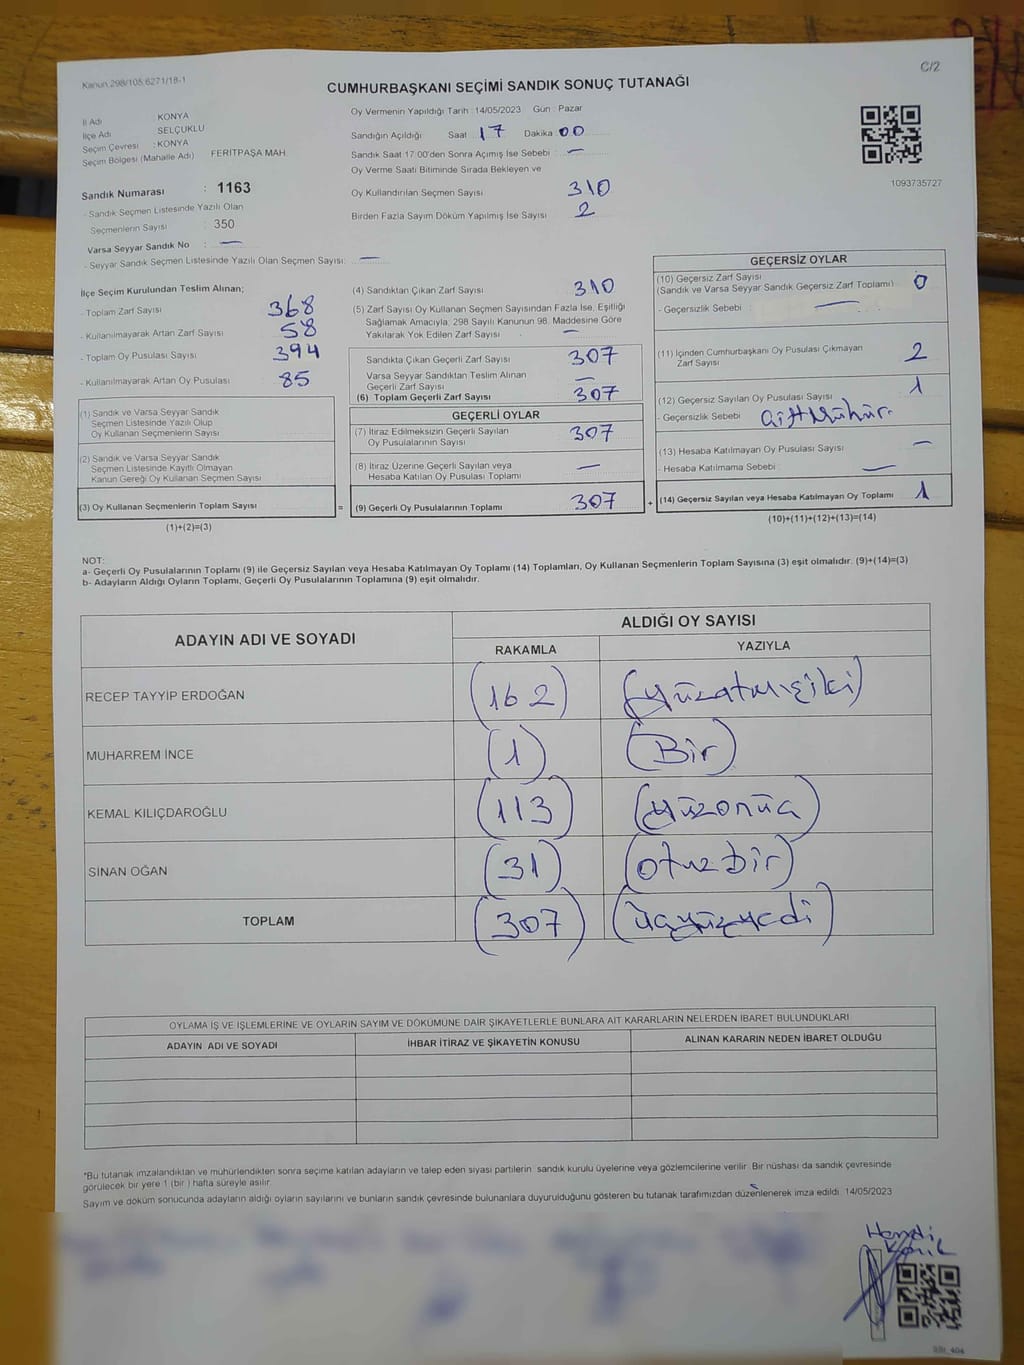 Kanun 298/105 6271/18-1
C/2
CUMHURBAŞKANI SEÇİMİ SANDIK SONUÇ TUTANAĞI
İl Adı KONYA
İlçe Adı SELÇUKLU
Seçim Çevresi : KONYA
Seçim Bölgesi (Mahalle Adı) FERİTPAŞA MAH.
Sandık Numarası : 1163
- Sandık Seçmen Listesinde Yazılı Olan
Seçmenlerin Sayısı : 350
Varsa Seyyar Sandık No : —
- Seyyar Sandık Seçmen Listesinde Yazılı Olan Seçmen Sayısı: —
Oy Vermenin Yapıldığı Tarih : 14/05/2023 Gün : Pazar
Sandığın Açıldığı Saat : 17 Dakika : 00
Sandık Saat 17:00'den Sonra Açımış İse Sebebi : —
Oy Verme Saati Bitiminde Sırada Bekleyen ve
Oy Kullandırılan Seçmen Sayısı 310
Birden Fazla Sayım Döküm Yapılmış İse Sayısı 2
1093735727
İlçe Seçim Kurulundan Teslim Alınan;
- Toplam Zarf Sayısı 368
- Kullanılmayarak Artan Zarf Sayısı 58
- Toplam Oy Pusulası Sayısı 394
- Kullanılmayarak Artan Oy Pusulası 85
(1) Sandık ve Varsa Seyyar Sandık
Seçmen Listesinde Yazılı Olup
Oy Kullanan Seçmenlerin Sayısı
(2) Sandık ve Varsa Seyyar Sandık
Seçmen Listesinde Kayıtlı Olmayan
Kanun Gereği Oy Kullanan Seçmen Sayısı
(3) Oy Kullanan Seçmenlerin Toplam Sayısı
(1)+(2)=(3)
(4) Sandıktan Çıkan Zarf Sayısı 310
(5) Zarf Sayısı Oy Kullanan Seçmen Sayısından Fazla İse, Eşitliği
Sağlamak Amacıyla, 298 Sayılı Kanunun 98. Maddesine Göre
Yakılarak Yok Edilen Zarf Sayısı —
Sandıkta Çıkan Geçerli Zarf Sayısı 307
Varsa Seyyar Sandıktan Teslim Alınan
Geçerli Zarf Sayısı —
(6) Toplam Geçerli Zarf Sayısı 307
GEÇERLİ OYLAR
(7) İtiraz Edilmeksizin Geçerli Sayılan
Oy Pusulalarının Sayısı 307
(8) İtiraz Üzerine Geçerli Sayılan veya
Hesaba Katılan Oy Pusulası Toplamı —
= (9) Geçerli Oy Pusulalarının Toplamı 307 +
GEÇERSİZ OYLAR
(10) Geçersiz Zarf Sayısı
(Sandık ve Varsa Seyyar Sandık Geçersiz Zarf Toplamı) 0
- Geçersizlik Sebebi : —
(11) İçinden Cumhurbaşkanı Oy Pusulası Çıkmayan
Zarf Sayısı 2
(12) Geçersiz Sayılan Oy Pusulası Sayısı 1
- Geçersizlik Sebebi : çift Mühür.
(13) Hesaba Katılmayan Oy Pusulası Sayısı —
- Hesaba Katılmama Sebebi : —
(14) Geçersiz Sayılan veya Hesaba Katılmayan Oy Toplamı 1
(10)+(11)+(12)+(13)=(14)
NOT:
a- Geçerli Oy Pusulalarının Toplamı (9) ile Geçersiz Sayılan veya Hesaba Katılmayan Oy Toplamı (14) Toplamları, Oy Kullanan Seçmenlerin Toplam Sayısına (3) eşit olmalıdır. (9)+(14)=(3)
b- Adayların Aldığı Oyların Toplamı, Geçerli Oy Pusulalarının Toplamına (9) eşit olmalıdır.
ADAYIN ADI VE SOYADI
ALDIĞI OY SAYISI
RAKAMLA YAZIYLA
RECEP TAYYİP ERDOĞAN (162) (yüzatmışiki)
MUHARREM İNCE (1) (Bir)
KEMAL KILIÇDAROĞLU (113) (yüzonüç)
SİNAN OĞAN (31) (otuzbir)
TOPLAM (307) (üçyüzyedi)
OYLAMA İŞ VE İŞLEMLERİNE VE OYLARIN SAYIM VE DÖKÜMÜNE DAİR ŞİKAYETLERLE BUNLARA AİT KARARLARIN NELERDEN İBARET BULUNDUKLARI
ADAYIN ADI VE SOYADI İHBAR İTİRAZ VE ŞİKAYETİN KONUSU ALINAN KARARIN NEDEN İBARET OLDUĞU
*Bu tutanak imzalandıktan ve mühürlendikten sonra seçime katılan adayların ve talep eden siyasi partilerin sandık kurulu üyelerine veya gözlemcilerine verilir. Bir nüshası da sandık çevresinde
görülecek bir yere 1 (bir ) hafta süreyle asılır.
Sayım ve döküm sonucunda adayların aldığı oyların sayılarını ve bunların sandık çevresinde bulunanlara duyurulduğunu gösteren bu tutanak tarafımızdan düzenlenerek imza edildi. 14/05/2023